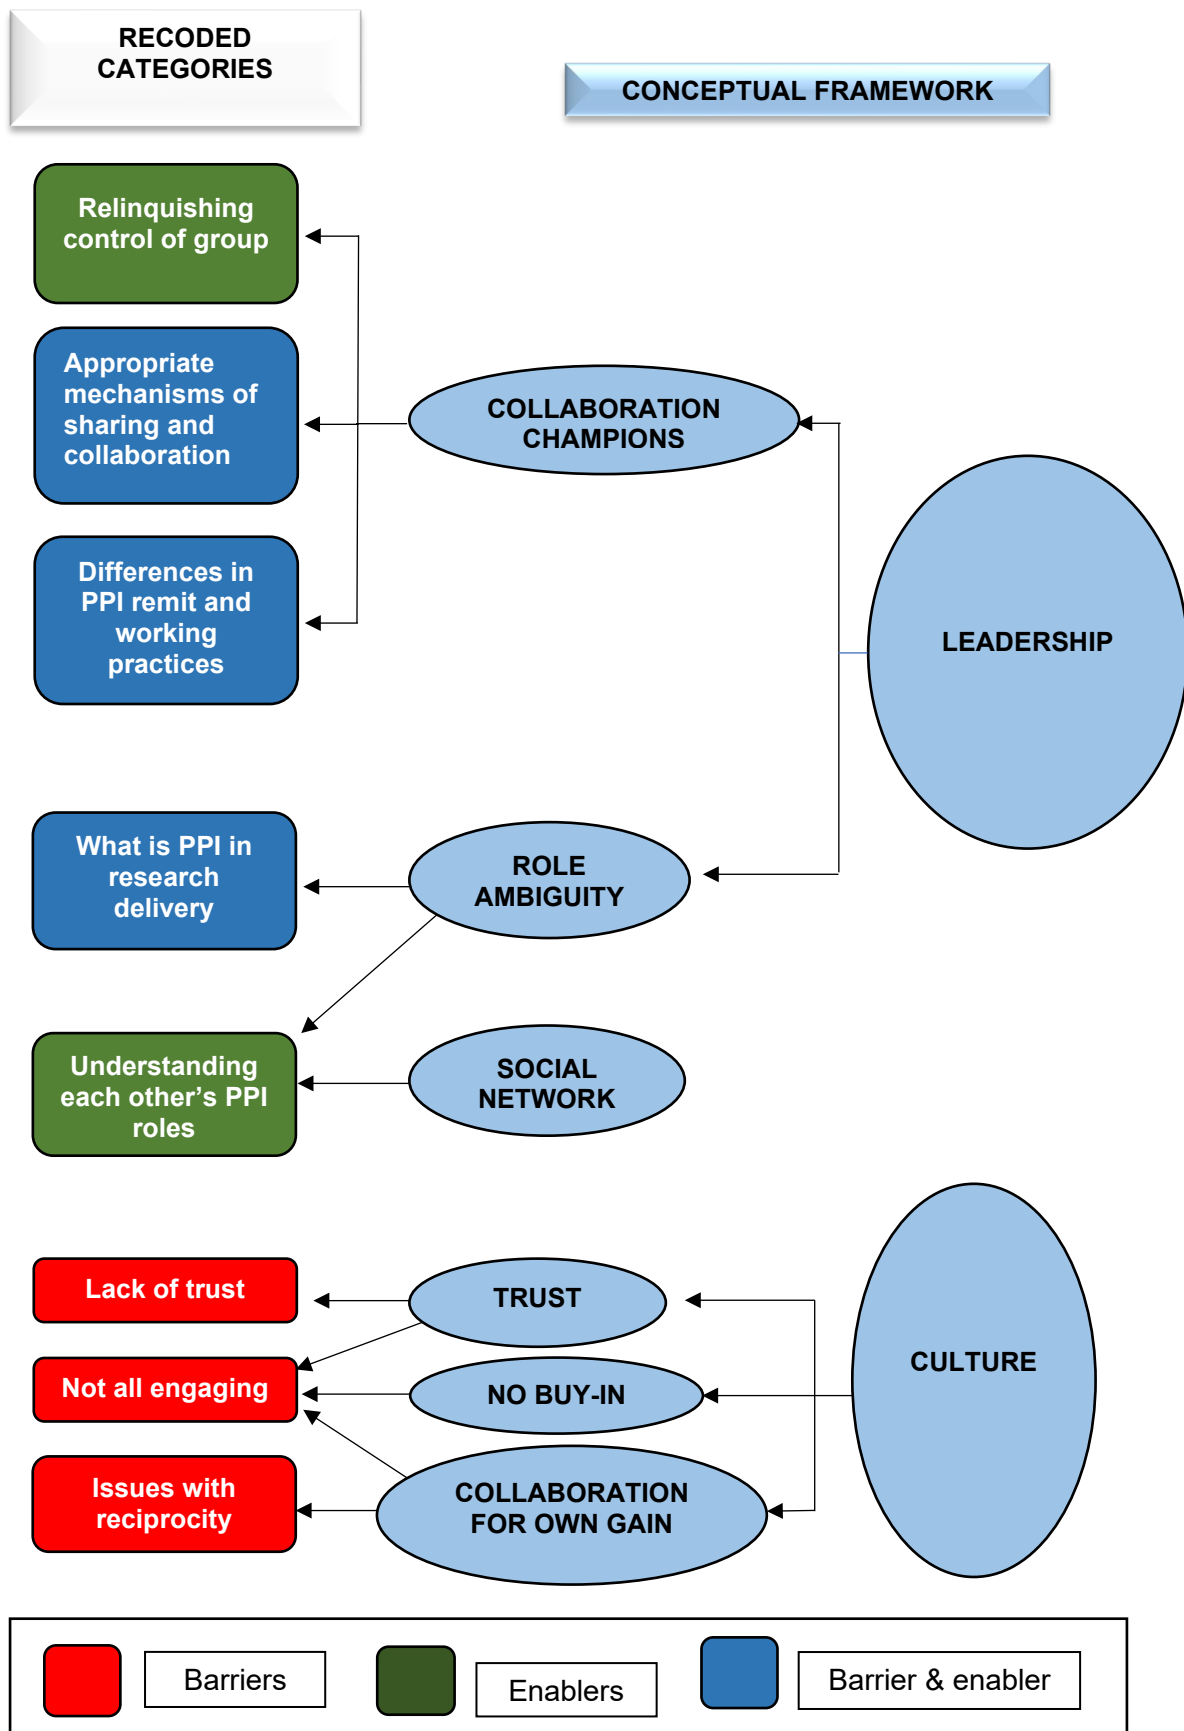 RECODED
CATEGORIES
CONCEPTUAL FRAMEWORK
Relinquishing
control of group
Appropriate
mechanisms of
sharing and
collaboration
COLLABORATION
CHAMPIONS
Differences in
PPI remit and
working
practices
LEADERSHIP
What is PPI in
research
delivery
ROLE
AMBIGUITY
Understanding
each other’s PPI
roles
SOCIAL
NETWORK
Lack of trust
TRUST
Not all engaging
NO BUY-IN
CULTURE
Issues with
reciprocity
COLLABORATION
FOR OWN GAIN
Barriers
Enablers
Barrier & enabler